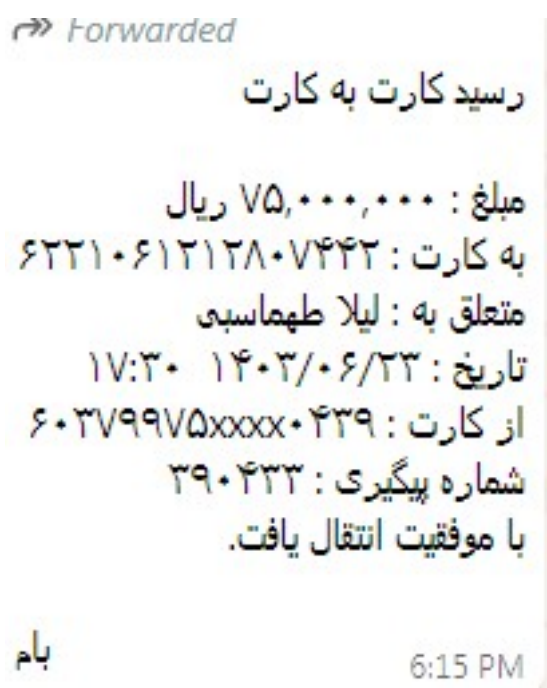 Forwarded
رسید کارت به کارت
مبلغ : ۷۵,۰۰۰,۰۰۰ ریال
به کارت : ۶۲۲۱۰۶۱۲۱۲۸۰۷۴۴۲
متعلق به : لیلا طهماسبی
تاریخ : ۱۴۰۳/۰۶/۲۳ ۱۷:۳۰
از کارت : ۶۰۳۷۹۹۷۵xxxx۰۴۳۹
شماره پیگیری : ۳۹۰۴۳۳
با موفقیت انتقال یافت.
بام
6:15 PM